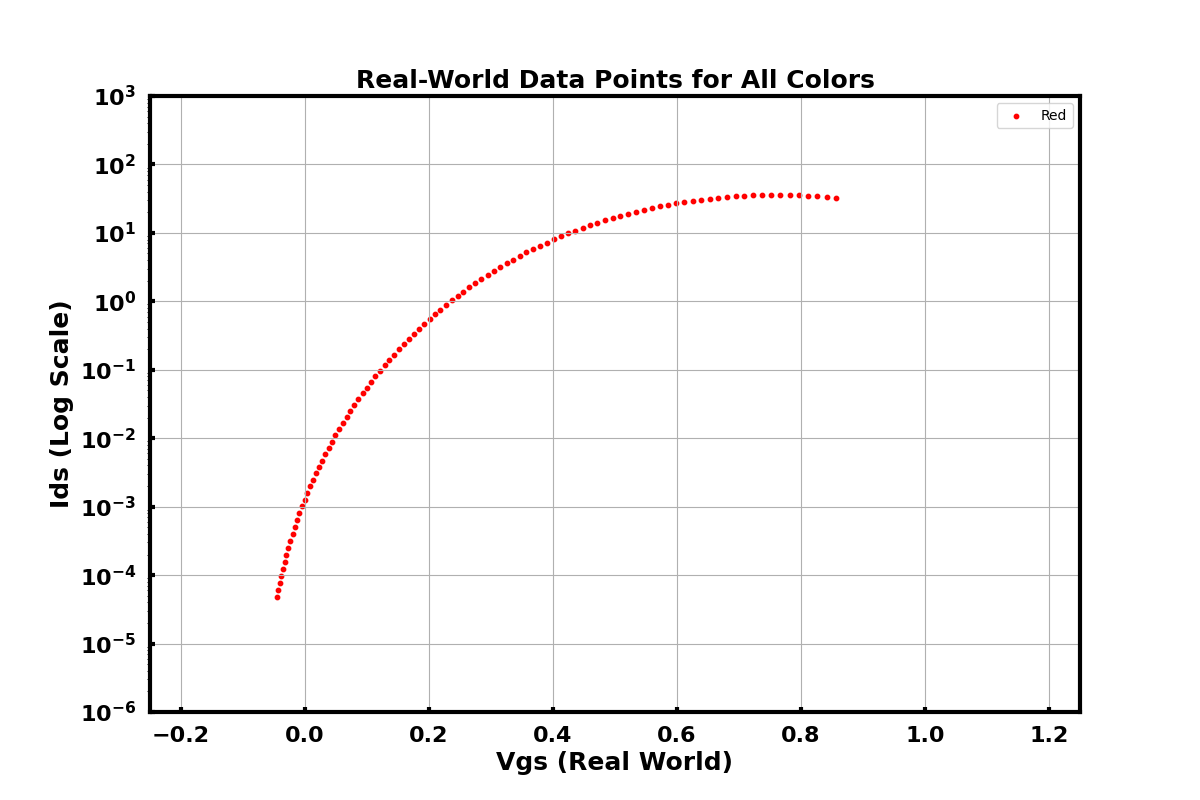 Real-World Data Points for All Colors
Red
10³
10²
10¹
10⁰
10⁻¹
10⁻²
10⁻³
10⁻⁴
10⁻⁵
10⁻⁶
Ids (Log Scale)
−0.2 0.0 0.2 0.4 0.6 0.8 1.0 1.2
Vgs (Real World)